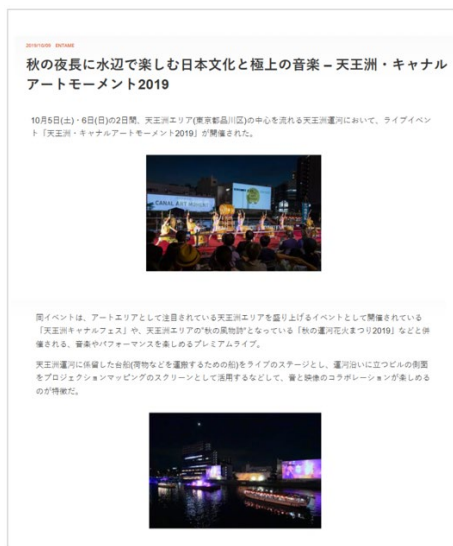 2019/10/09 ENTAME
秋の夜長に水辺で楽しむ日本文化と極上の音楽 – 天王洲・キャナル
アートモーメント2019
10月5日(土)・6日(日)の2日間、天王洲エリア(東京都品川区)の中心を流れる天王洲運河において、ライブイベン
ト「天王洲・キャナルアートモーメント2019」が開催された。
CANAL ART MOMENT
同イベントは、アートエリアとして注目されている天王洲エリアを盛り上げるイベントとして開催されている
「天王洲キャナルフェス」や、天王洲エリアの"秋の風物詩"となっている「秋の運河花火まつり2019」などと併
催される、音楽やパフォーマンスを楽しめるプレミアムライブ。
天王洲運河に係留した台船(荷物などを運搬するための船)をライブのステージとし、運河沿いに立つビルの側面
をプロジェクションマッピングのスクリーンとして活用するなどして、音と映像のコラボレーションが楽しめる
のが特徴だ。